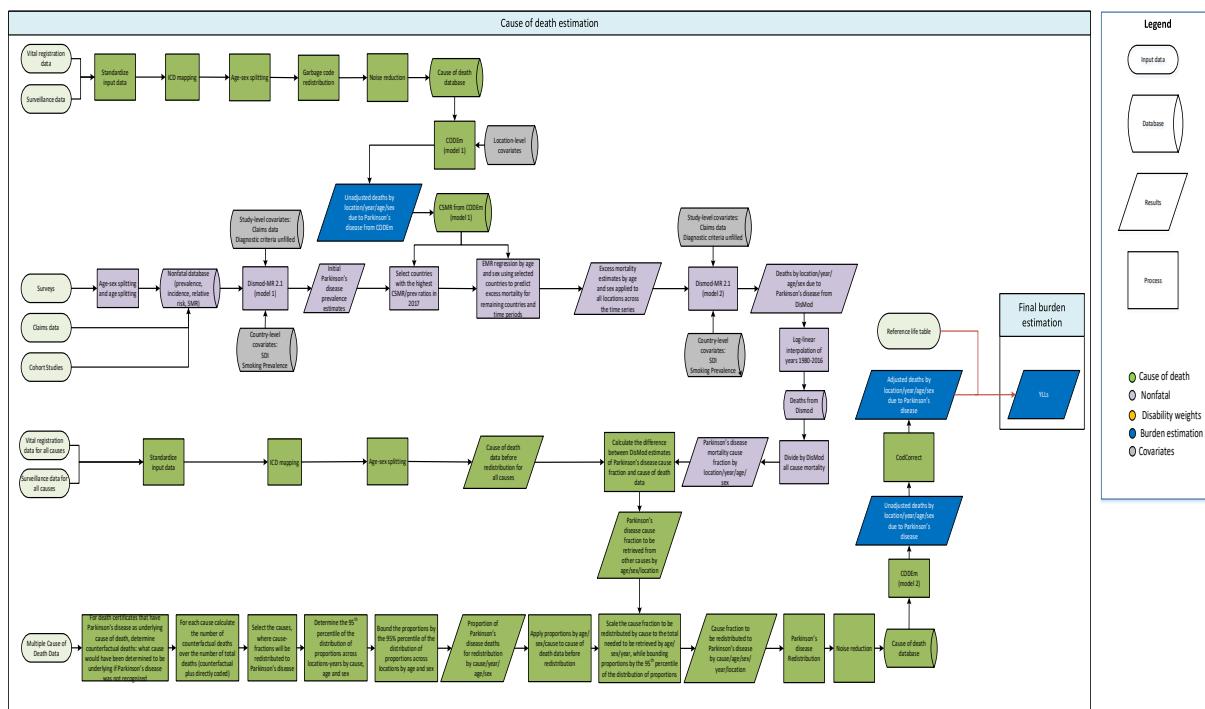 Cause of death estimation
Vital registration
data
Surveillance data
Standardize
input data
ICD mapping
Age-sex splitting
Garbage code
redistribution
Noise reduction
Cause of death
database
CODEm
(model 1)
Location-level
covariates
Unadjusted deaths by
location/year/age/sex
due to Parkinson's
disease from CODEm
CSMR from CODEm
(model 1)
Study-level covariates:
Claims data
Diagnostic criteria unfilled
Surveys
Claims data
Cohort Studies
Age-sex splitting
and age splitting
Nonfatal database
(prevalence,
incidence, relative
risk, SMR)
Dismod-MR 2.1
(model 1)
Country-level
covariates:
SDI
Smoking Prevalence
Initial
Parkinson's
disease prevalence
estimates
Select countries
with the highest
CSMR/prev ratios in
2017
EMR regression by age
and sex using selected
countries to predict
excess mortality for
remaining countries and
time periods
Excess mortality
estimates by age and
sex applied to
all locations across
the time series
Study-level covariates:
Claims data
Diagnostic criteria unfilled
Dismod-MR 2.1
(model 2)
Country-level
covariates:
SDI
Smoking Prevalence
Deaths by location/year/
age/sex due to
Parkinson's disease from
DisMod
Log-linear
interpolation of
years 1980-2016
Deaths from
Dismod
Divide by DisMod
all cause mortality
Parkinson's disease
mortality cause
fraction by
location/year/age/
sex
Vital registration
data for all causes
Surveillance data for
all causes
Standardize
input data
ICD mapping
Age-sex splitting
Cause of death
data before
redistribution for
all causes
Calculate the difference
between DisMod estimates
of Parkinson's disease cause
fraction and cause of death
data
Parkinson's
disease cause
fraction to be
retrieved from
other causes by
age/sex/location
Multiple Cause of
Death Data
For death certificates that have
Parkinson's disease as underlying
cause of death, determine
counterfactual deaths: what cause
would have been determined to be
underlying if Parkinson's disease
was not recognized
For each cause calculate
the number of
counterfactual deaths
over the number of total
deaths (counterfactual
plus directly coded)
Select the causes,
where cause-
fractions will be
redistributed to
Parkinson's disease
Determine the 95th
percentile of the
distribution of
proportions across
locations-years by cause,
age and sex
Bound the proportions by
the 95% percentile of the
distribution of
proportions across
locations by age and sex
Proportion of
Parkinson's
disease deaths
for redistribution
by cause/year/
age/sex
Apply proportions by age/
sex/cause to cause of
death data before
redistribution
Scale the cause fraction to be
redistributed by cause to the total
needed to be retrieved by age/
sex/year, while bounding
proportions by the 95th percentile
of the distribution of proportions
Cause fraction
to be
redistributed to
Parkinson's disease
by cause/age/sex/
year/location
Parkinson's
disease
Redistribution
Noise reduction
Cause of death
database
CODEm
(model 2)
Unadjusted deaths by
location/year/age/sex
due to Parkinson's
disease
CodCorrect
Adjusted deaths by
location/year/age/sex
due to Parkinson's
disease
Reference life table
Final burden
estimation
YLLs
Legend
Input data
Database
Results
Process
Cause of death
Nonfatal
Disability weights
Burden estimation
Covariates